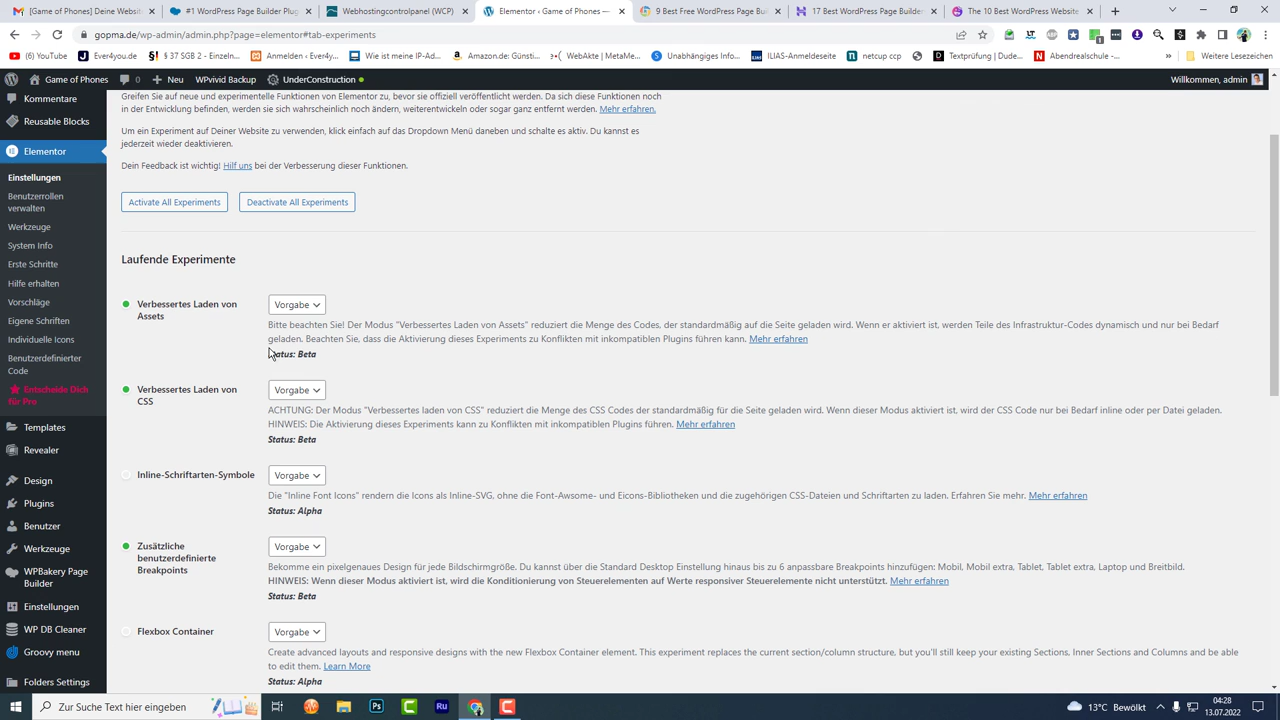 [Game of Phones] Deine Websit
#1 WordPress Page Builder Plug
Webhostingcontrolpanel (WCP)
Elementor ‹ Game of Phones —
9 Best Free WordPress Page Bui
17 Best WordPress Page Builder
The 10 Best WordPress Website
gopma.de/wp-admin/admin.php?page=elementor#tab-experiments
YouTube
Ever4you.de
§ 37 SGB 2 - Einzeln...
Anmelden ‹ Ever4y...
Wie ist meine IP-Ad...
Amazon.de: Günsti...
WebAkte | MetaMe...
Unabhängiges Info...
ILIAS-Anmeldeseite
netcup ccp
Textprüfung | Dude...
Abendrealschule -...
»
Weitere Lesezeichen
Game of Phones
0
Neu
WPvivid Backup
UnderConstruction
Willkommen, admin
Kommentare
Reusable Blocks
Elementor
Einstellungen
Benutzerrollen
verwalten
Werkzeuge
System Info
Erste Schritte
Hilfe erhalten
Vorschläge
Eigene Schriften
Individuelle Icons
Benutzerdefinierter
Code
Entscheide Dich
für Pro
Templates
Revealer
Design
Plugins
Benutzer
Werkzeuge
WPBakery Page
Builder
Einstellungen
WP DB Cleaner
Groovy menu
Folders Settings
Greifen Sie auf neue und experimentelle Funktionen von Elementor zu, bevor sie offiziell veröffentlicht werden. Da sich diese Funktionen noch
in der Entwicklung befinden, werden sie sich wahrscheinlich noch ändern, weiterentwickeln oder sogar ganz entfernt werden. Mehr erfahren.
Um ein Experiment auf Deiner Website zu verwenden, klick einfach auf das Dropdown Menü daneben und schalte es aktiv. Du kannst es
jederzeit wieder deaktivieren.
Dein Feedback ist wichtig! Hilf uns bei der Verbesserung dieser Funktionen.
Activate All Experiments
Deactivate All Experiments
Laufende Experimente
Verbessertes Laden von
Assets
Vorgabe
Bitte beachten Sie! Der Modus "Verbessertes Laden von Assets" reduziert die Menge des Codes, der standardmäßig auf die Seite geladen wird. Wenn er aktiviert ist, werden Teile des Infrastruktur-Codes dynamisch und nur bei Bedarf
geladen. Beachten Sie, dass die Aktivierung dieses Experiments zu Konflikten mit inkompatiblen Plugins führen kann. Mehr erfahren
Status: Beta
Verbessertes Laden von
CSS
Vorgabe
ACHTUNG: Der Modus "Verbessertes laden von CSS" reduziert die Menge des CSS Codes der standardmäßig für die Seite geladen wird. Wenn dieser Modus aktiviert ist, wird der CSS Code nur bei Bedarf inline oder per Datei geladen.
HINWEIS: Die Aktivierung dieses Experiments kann zu Konflikten mit inkompatiblen Plugins führen. Mehr erfahren
Status: Beta
Inline-Schriftarten-Symbole
Vorgabe
Die "Inline Font Icons" rendern die Icons als Inline-SVG, ohne die Font-Awsome- und Eicons-Bibliotheken und die zugehörigen CSS-Dateien und Schriftarten zu laden. Erfahren Sie mehr. Mehr erfahren
Status: Alpha
Zusätzliche
benutzerdefinierte
Breakpoints
Vorgabe
Bekomme ein pixelgenaues Design für jede Bildschirmgröße. Du kannst über die Standard Desktop Einstellung hinaus bis zu 6 anpassbare Breakpoints hinzufügen: Mobil, Mobil extra, Tablet, Tablet extra, Laptop und Breitbild.
HINWEIS: Wenn dieser Modus aktiviert ist, wird die Konditionierung von Steuerelementen auf Werte responsiver Steuerelemente nicht unterstützt. Mehr erfahren
Status: Beta
Flexbox Container
Vorgabe
Create advanced layouts and responsive designs with the new Flexbox Container element. This experiment replaces the current section/column structure, but you'll still keep your existing Sections, Inner Sections and Columns and be able
to edit them. Learn More
Status: Alpha
Zur Suche Text hier eingeben
Ps
C
Ru
C
13°C Bewölkt
04:28
13.07.2022